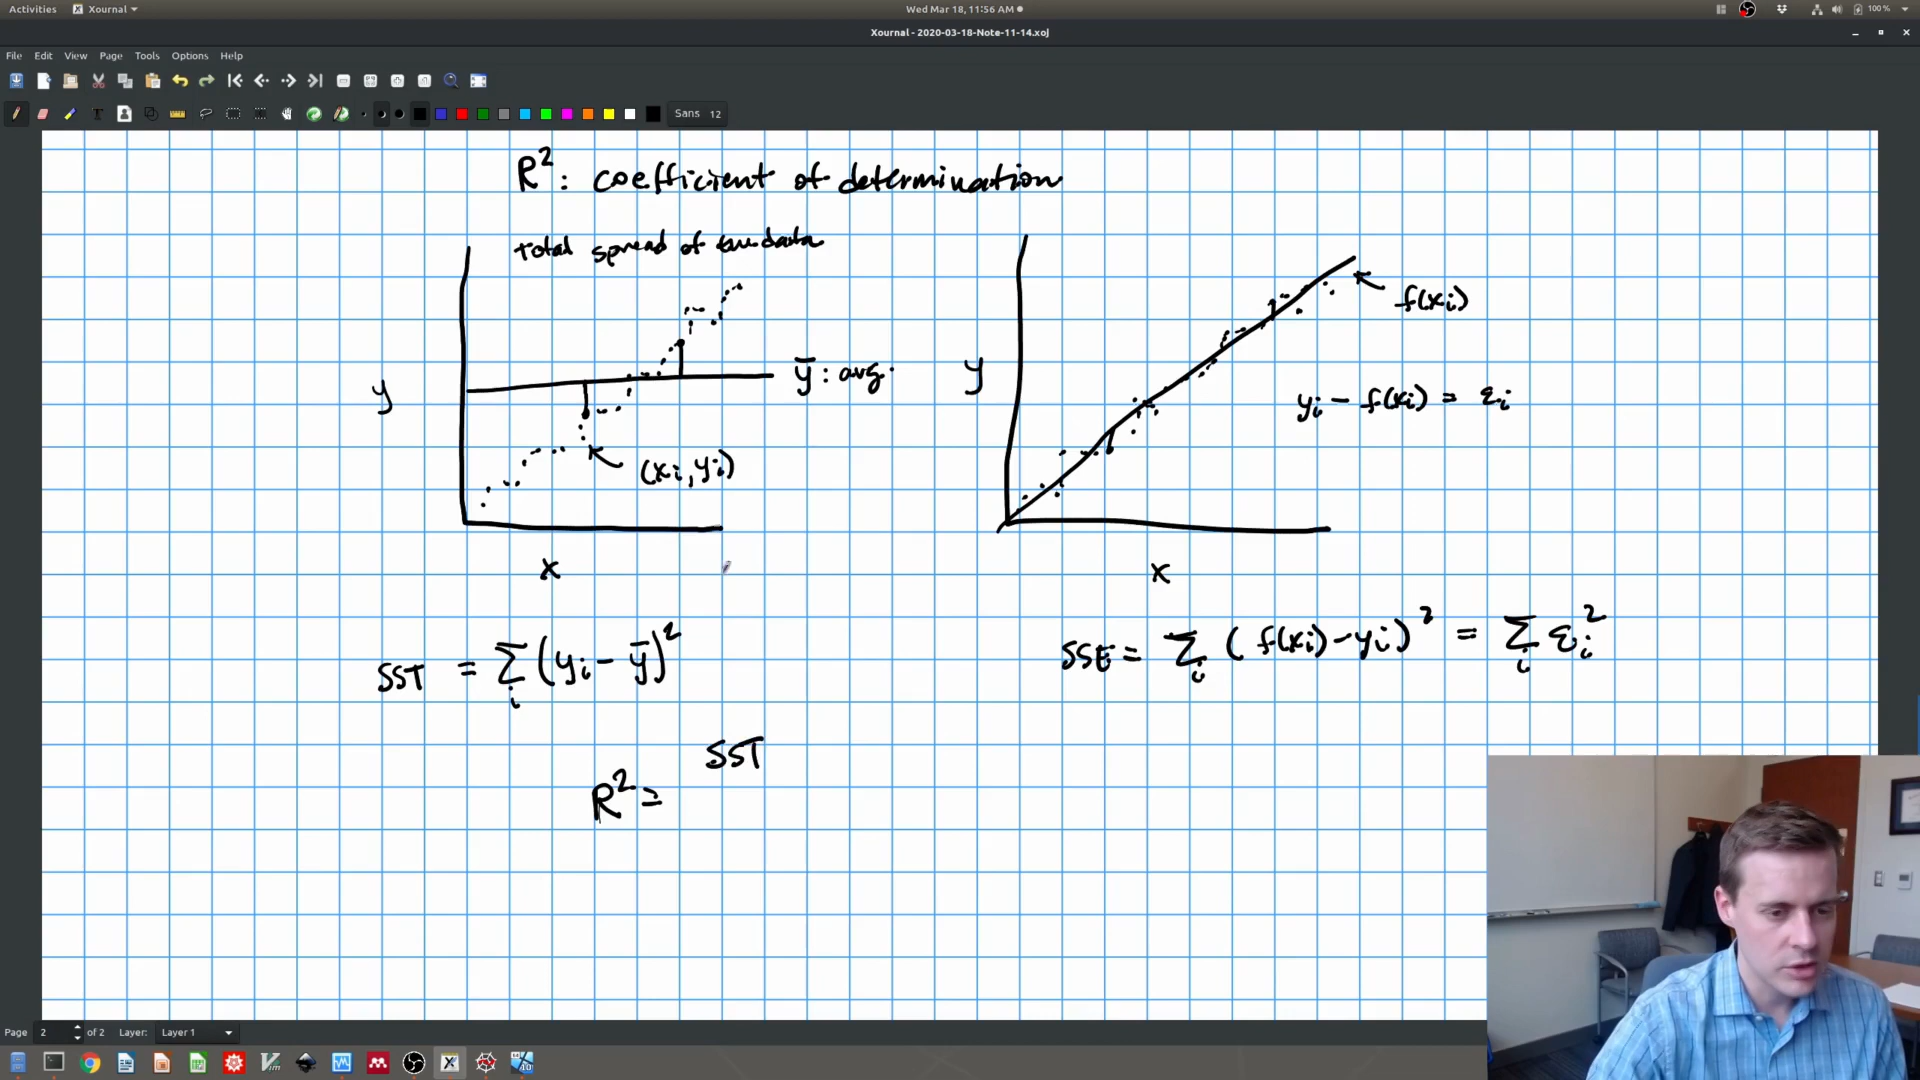 Activities Xournal Wed Mar 18, 11:56 AM 100 %
Xournal - 2020-03-18-Note-11-14.xoj
File Edit View Page Tools Options Help
Sans 12
R²: coefficient of determination
total spread of the data
f(xi)
ȳ : avg.
y
y
yi - f(xi) = εi
(xi, yi)
x
x
SST = Σi (yi - ȳ)²
SSE = Σi (f(xi) - yi)² = Σi εi²
SST
R² =
Page 2 of 2 Layer: Layer 1